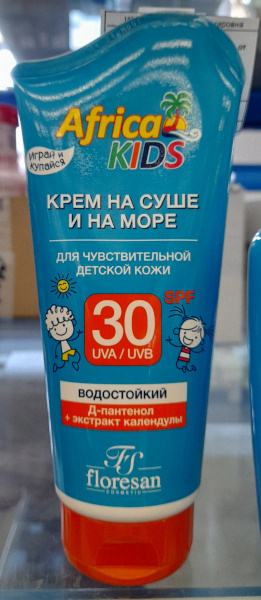 Africa
KIDS
Играй и
купайся
КРЕМ НА СУШЕ
И НА МОРЕ
ДЛЯ ЧУВСТВИТЕЛЬНОЙ
ДЕТСКОЙ КОЖИ
SPF
30
UVA / UVB
ВОДОСТОЙКИЙ
Д-пантенол
+ экстракт календулы
FS
floresan
COSMETIC